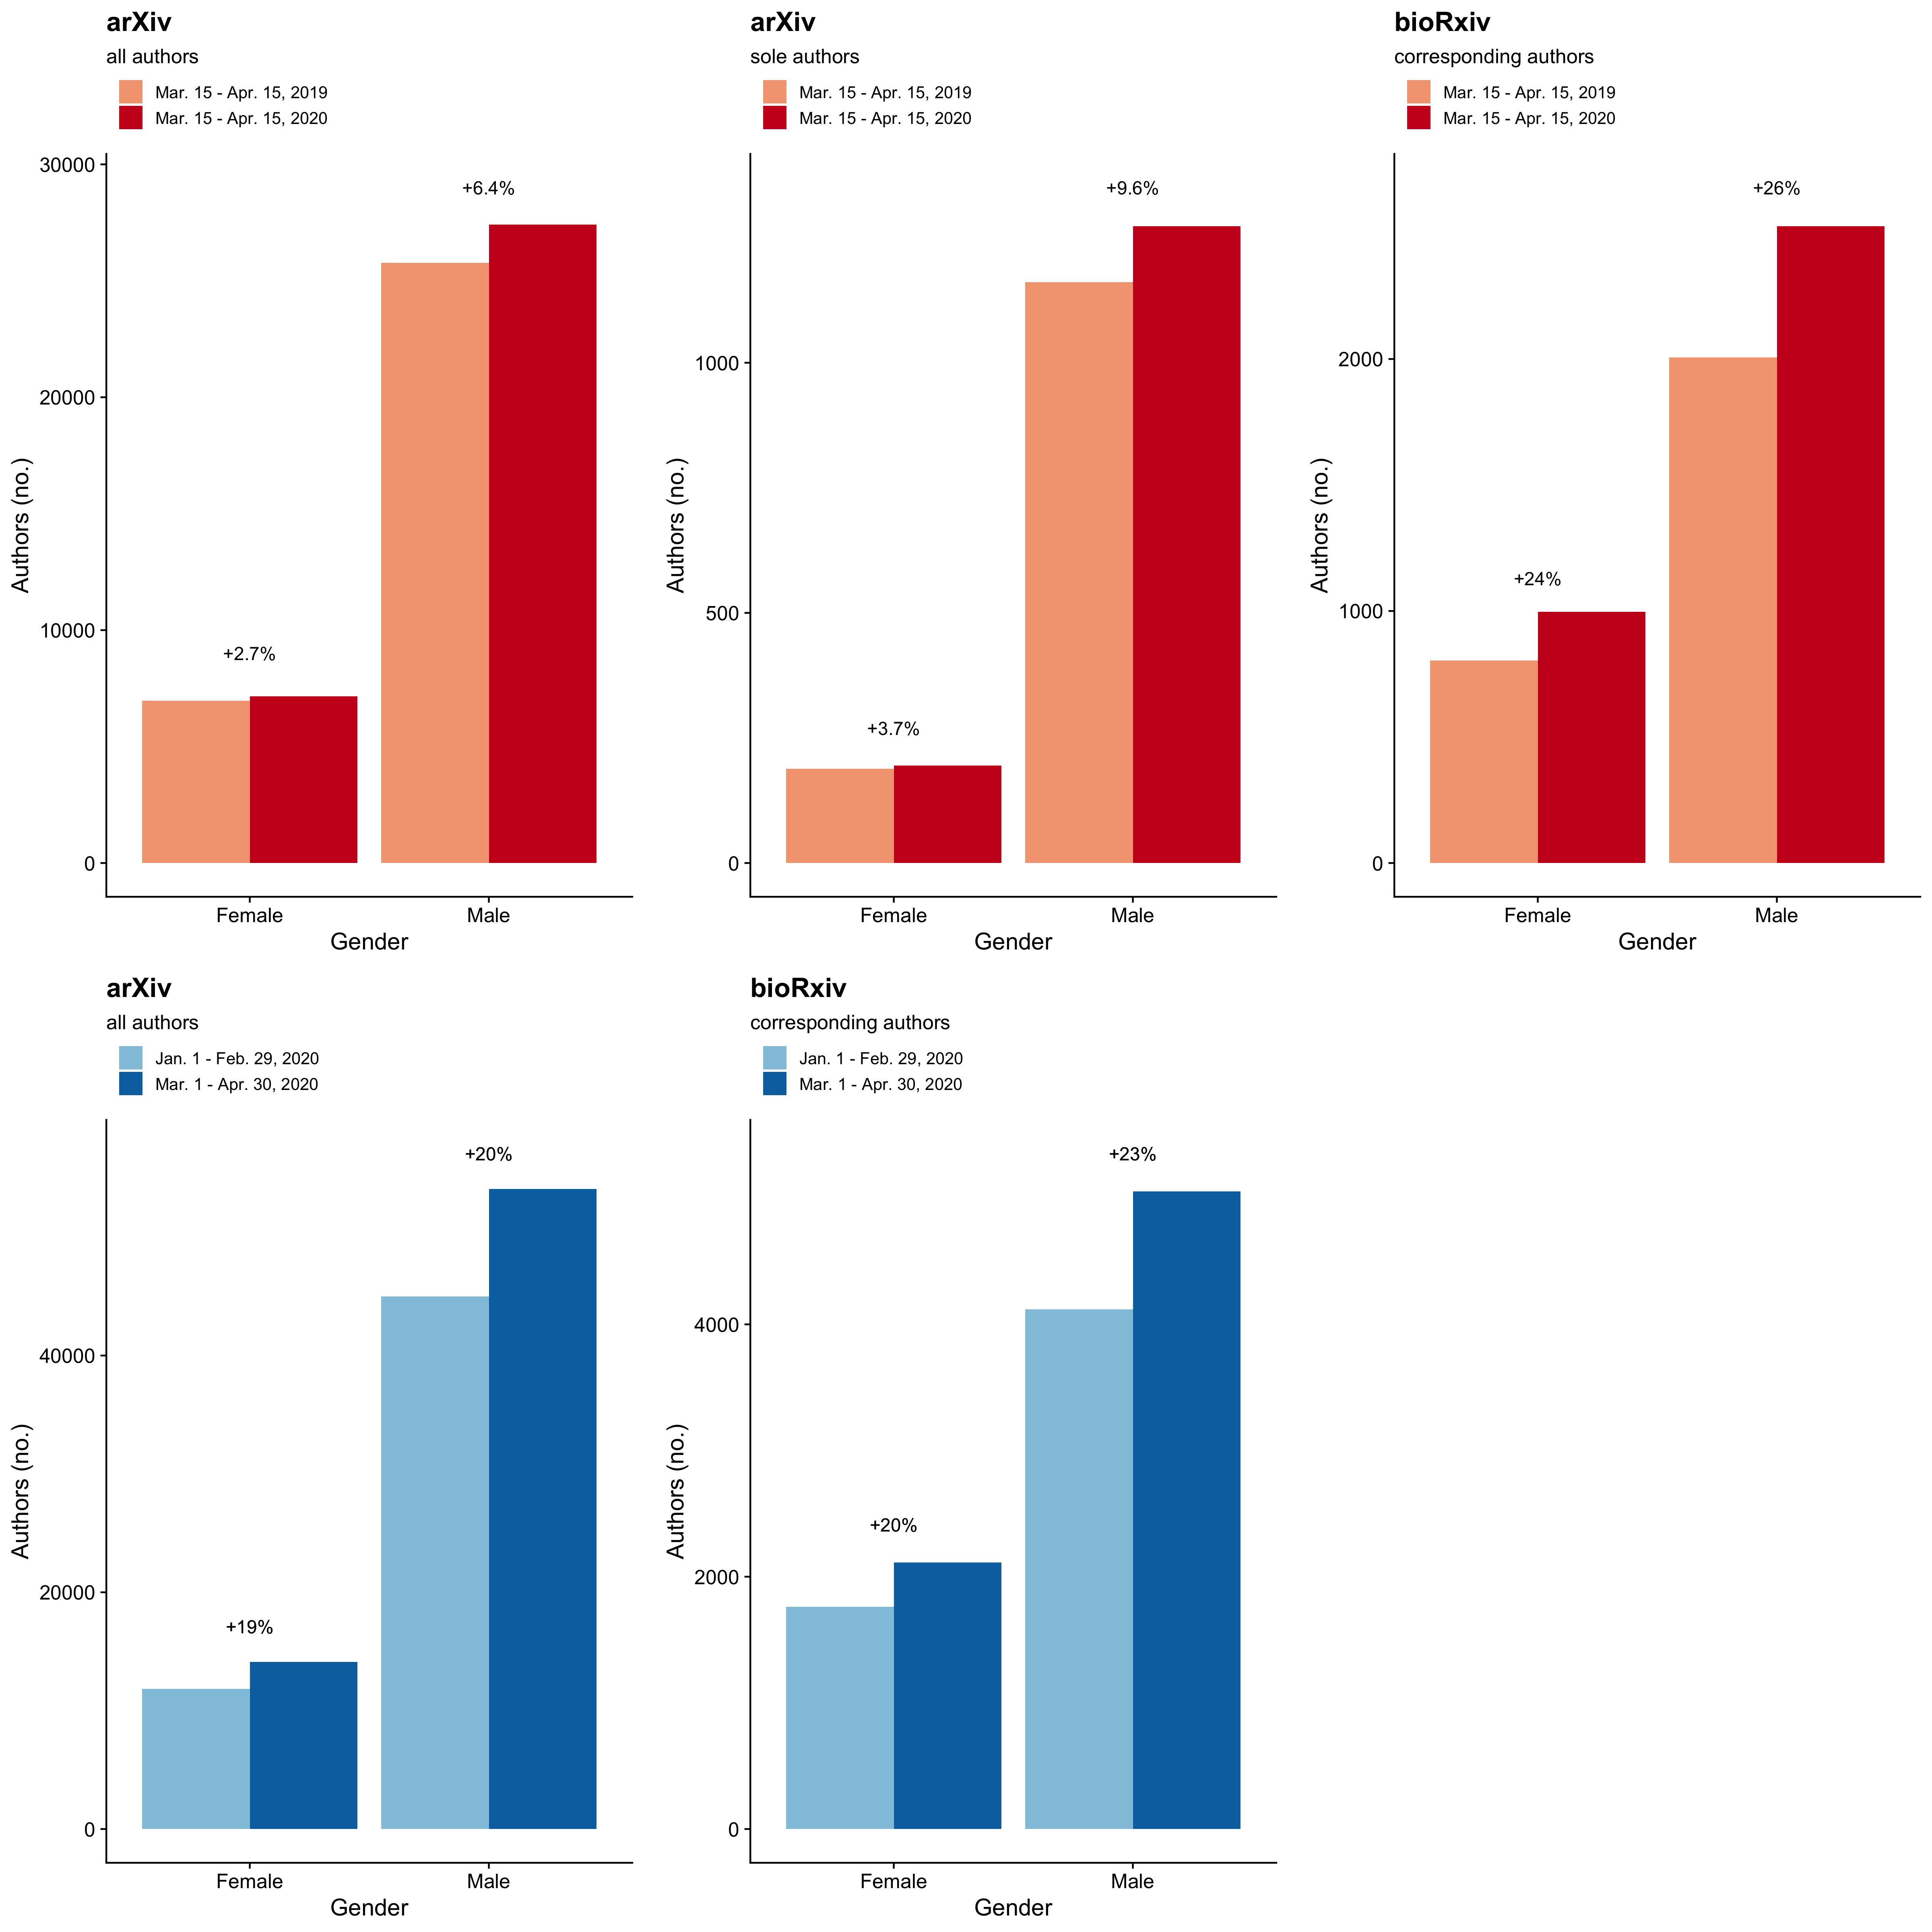 arXiv
all authors
Mar. 15 - Apr. 15, 2019
Mar. 15 - Apr. 15, 2020
30000
20000
10000
0
Authors (no.)
+2.7%
+6.4%
Female
Male
Gender
arXiv
sole authors
Mar. 15 - Apr. 15, 2019
Mar. 15 - Apr. 15, 2020
1000
500
0
Authors (no.)
+3.7%
+9.6%
Female
Male
Gender
bioRxiv
corresponding authors
Mar. 15 - Apr. 15, 2019
Mar. 15 - Apr. 15, 2020
2000
1000
0
Authors (no.)
+24%
+26%
Female
Male
Gender
arXiv
all authors
Jan. 1 - Feb. 29, 2020
Mar. 1 - Apr. 30, 2020
40000
20000
0
Authors (no.)
+19%
+20%
Female
Male
Gender
bioRxiv
corresponding authors
Jan. 1 - Feb. 29, 2020
Mar. 1 - Apr. 30, 2020
4000
2000
0
Authors (no.)
+20%
+23%
Female
Male
Gender